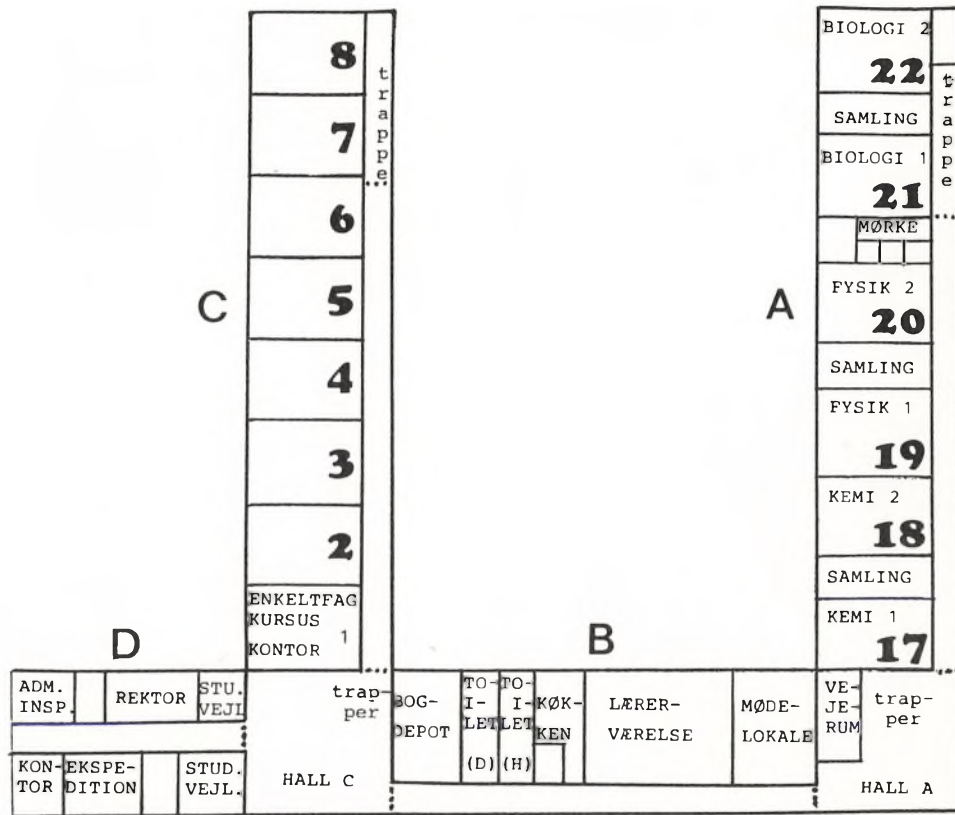 8
7
6
5
4
3
2
ENKELTFAG
KURSUS
KONTOR 1
trappe
C
BIOLOGI 2
22
SAMLING
BIOLOGI 1
21
MØRKE
FYSIK 2
20
SAMLING
FYSIK 1
19
KEMI 2
18
SAMLING
KEMI 1
17
trappe
A
D
ADM.
INSP.
REKTOR
STU.
VEJL
KON-
TOR
EKSPE-
DITION
STUD.
VEJL.
trap-
per
HALL C
B
BOG-
DEPOT
TO-
I-
LET
(D)
TO-
I-
LET
(H)
KØK-
KEN
LÆRER-
VÆRELSE
MØDE-
LOKALE
VE-
JE-
RUM
trap-
per
HALL A